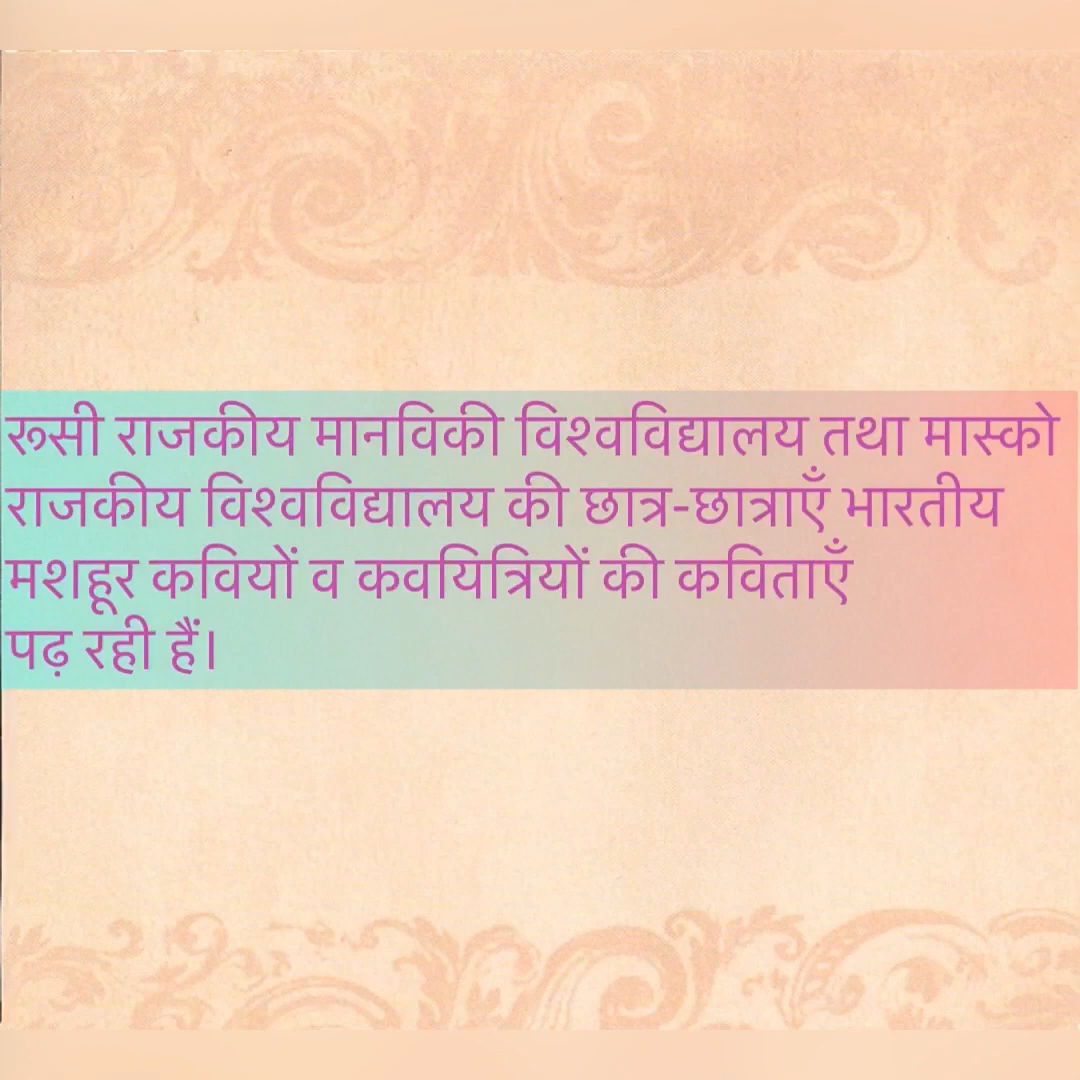 रूसी राजकीय मानविकी विश्वविद्यालय तथा मास्को
राजकीय विश्वविद्यालय की छात्र-छात्राएँ भारतीय
मशहूर कवियों व कवयित्रियों की कविताएँ
पढ़ रही हैं।